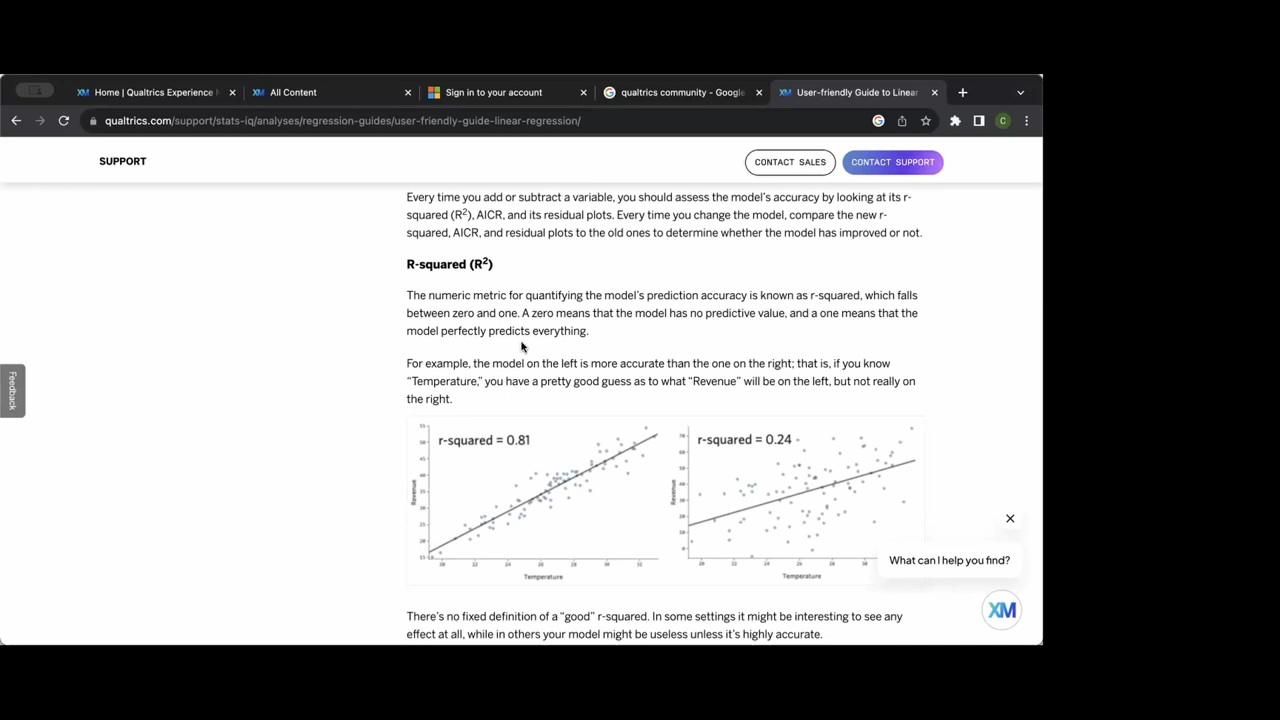 Home | Qualtrics Experience
All Content
Sign in to your account
qualtrics community - Google
User-friendly Guide to Linear
qualtrics.com/support/stats-iq/analyses/regression-guides/user-friendly-guide-linear-regression/
C
SUPPORT
CONTACT SALES
CONTACT SUPPORT
Every time you add or subtract a variable, you should assess the model's accuracy by looking at its r-
squared (R²), AICR, and its residual plots. Every time you change the model, compare the new r-
squared, AICR, and residual plots to the old ones to determine whether the model has improved or not.
R-squared (R²)
The numeric metric for quantifying the model's prediction accuracy is known as r-squared, which falls
between zero and one. A zero means that the model has no predictive value, and a one means that the
model perfectly predicts everything.
Feedback
For example, the model on the left is more accurate than the one on the right; that is, if you know
“Temperature,” you have a pretty good guess as to what “Revenue” will be on the left, but not really on
the right.
r-squared = 0.81
Revenue
Temperature
r-squared = 0.24
Revenue
Temperature
What can I help you find?
XM
There's no fixed definition of a “good” r-squared. In some settings it might be interesting to see any
effect at all, while in others your model might be useless unless it's highly accurate.